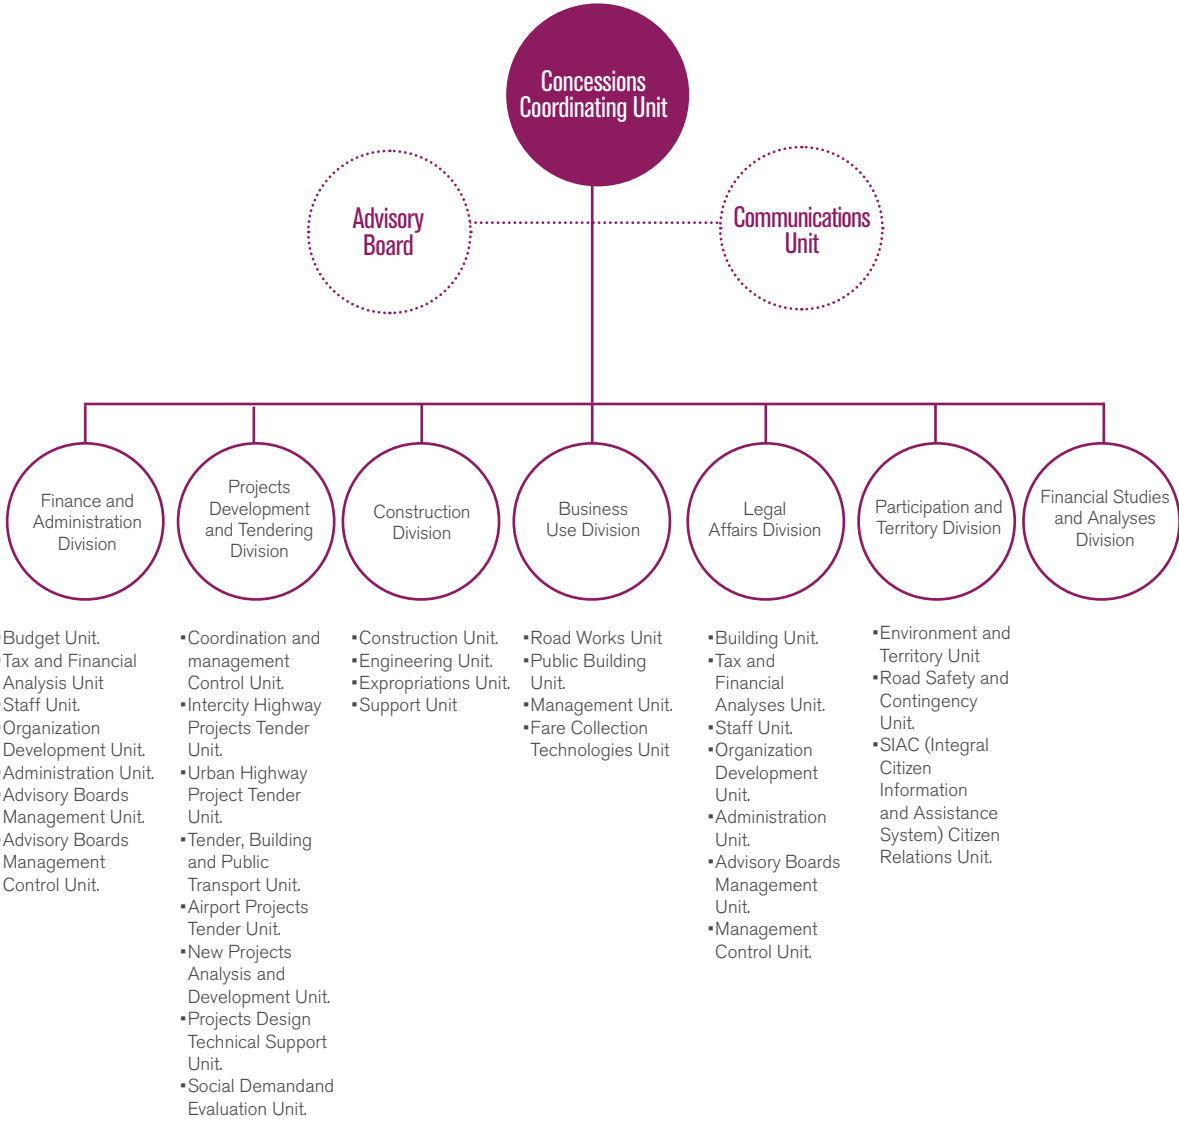 Concessions
Coordinating Unit
Advisory
Board
Communications
Unit
Finance and
Administration
Division
Projects
Development
and Tendering
Division
Construction
Division
Business
Use Division
Legal
Affairs Division
Participation and
Territory Division
Financial Studies
and Analyses
Division
Budget Unit.
Tax and Financial
Analysis Unit
Staff Unit.
Organization
Development Unit.
Administration Unit.
Advisory Boards
Management Unit.
Advisory Boards
Management
Control Unit.
▪Coordination and
management
Control Unit.
▪Intercity Highway
Projects Tender
Unit.
▪Urban Highway
Project Tender
Unit.
▪Tender, Building
and Public
Transport Unit.
▪Airport Projects
Tender Unit.
▪New Projects
Analysis and
Development Unit.
▪Projects Design
Technical Support
Unit.
▪Social Demandand
Evaluation Unit.
▪Construction Unit.
▪Engineering Unit.
▪Expropriations Unit.
▪Support Unit
▪Road Works Unit
▪Public Building
Unit.
▪Management Unit.
▪Fare Collection
Technologies Unit
▪Building Unit.
▪Tax and
Financial
Analyses Unit.
▪Staff Unit.
▪Organization
Development
Unit.
▪Administration
Unit.
▪Advisory Boards
Management
Unit.
▪Management
Control Unit.
▪Environment and
Territory Unit
▪Road Safety and
Contingency
Unit.
▪SIAC (Integral
Citizen
Information
and Assistance
System) Citizen
Relations Unit.